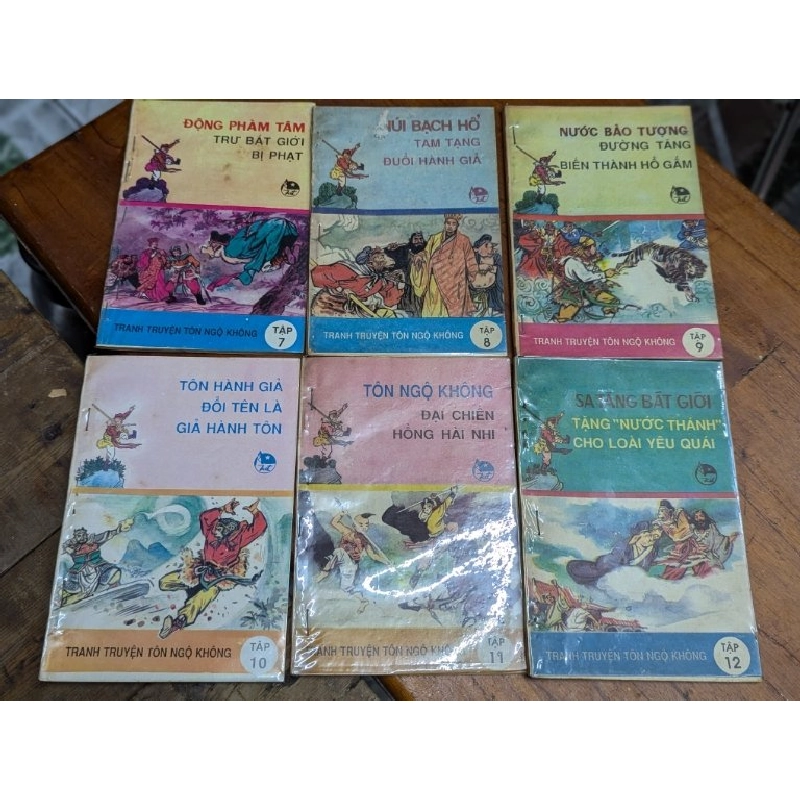 ĐỘNG PHÀM TÂM
TRƯ BÁT GIỚI
BỊ PHẠT
TRANH TRUYỆN TÔN NGỘ KHÔNG
TẬP
7
NÚI BẠCH HỔ
TAM TẠNG
ĐUỔI HÀNH GIẢ
TRANH TRUYỆN TÔN NGỘ KHÔNG
TẬP
8
NƯỚC BẢO TƯỢNG
ĐƯỜNG TĂNG
BIẾN THÀNH HỔ GẤM
TRANH TRUYỆN TÔN NGỘ KHÔNG
TẬP
9
TÔN HÀNH GIẢ
ĐỔI TÊN LÀ
GIẢ HÀNH TÔN
TRANH TRUYỆN TÔN NGỘ KHÔNG
TẬP
10
TÔN NGỘ KHÔNG
ĐẠI CHIẾN
HỒNG HÀI NHI
TRANH TRUYỆN TÔN NGỘ KHÔNG
TẬP
11
SA TĂNG BÁT GIỚI
TẶNG "NƯỚC THÁNH"
CHO LOÀI YÊU QUÁI
TRANH TRUYỆN TÔN NGỘ KHÔNG
TẬP
12